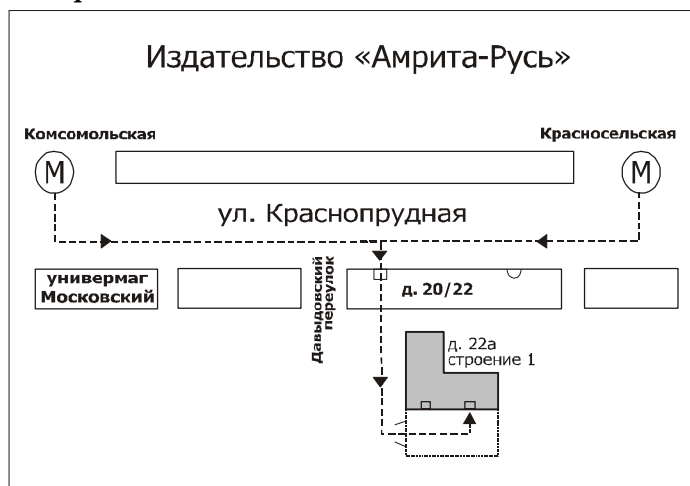 Издательство «Амрита-Русь»
Комсомольская
Красносельская
М
М
ул. Краснопрудная
универмаг
Московский
Давыдовский
переулок
д. 20/22
д. 22а
строение 1